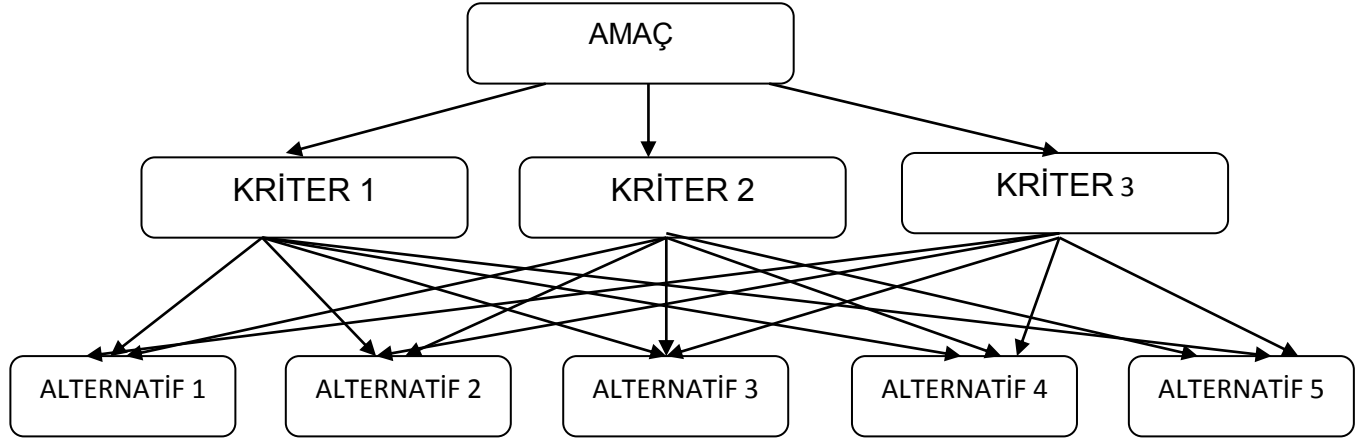 AMAÇ
KRİTER 1
KRİTER 2
KRİTER 3
ALTERNATİF 1
ALTERNATİF 2
ALTERNATİF 3
ALTERNATİF 4
ALTERNATİF 5